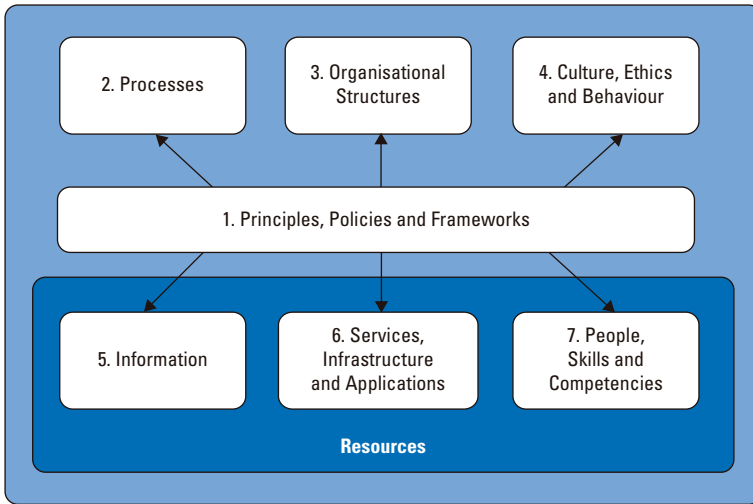 2. Processes
3. Organisational
Structures
4. Culture, Ethics
and Behaviour
1. Principles, Policies and Frameworks
5. Information
6. Services,
Infrastructure
and Applications
7. People,
Skills and
Competencies
Resources